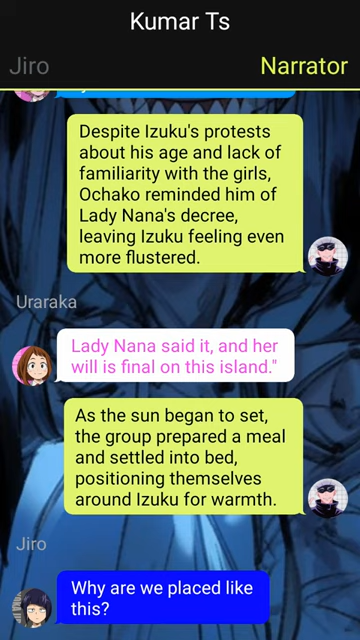 Kumar Ts
Jiro
Narrator
Despite Izuku's protests
about his age and lack of
familiarity with the girls,
Ochako reminded him of
Lady Nana's decree,
leaving Izuku feeling even
more flustered.
Uraraka
Lady Nana said it, and her
will is final on this island."
As the sun began to set,
the group prepared a meal
and settled into bed,
positioning themselves
around Izuku for warmth.
Jiro
Why are we placed like
this?